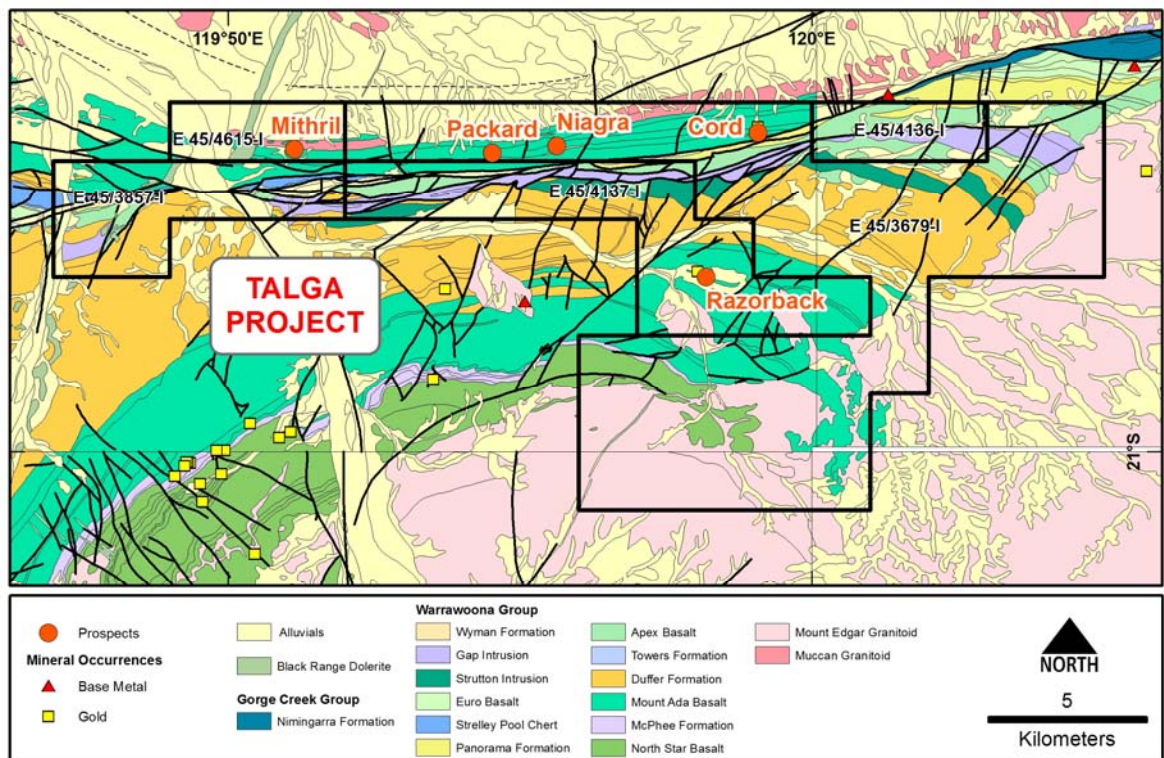 119°50'E
120°E
E 45/4615-I
Mithril
Packard
Niagra
Cord
E 45/4136-I
E 45/3857-I
E 45/4137-I
E 45/3679-I
TALGA
PROJECT
Razorback
21°S
Prospects
Mineral Occurrences
Base Metal
Gold
Alluvials
Black Range Dolerite
Gorge Creek Group
Nimingarra Formation
Warrawoona Group
Wyman Formation
Gap Intrusion
Strutton Intrusion
Euro Basalt
Strelley Pool Chert
Panorama Formation
Apex Basalt
Towers Formation
Duffer Formation
Mount Ada Basalt
McPhee Formation
North Star Basalt
Mount Edgar Granitoid
Muccan Granitoid
NORTH
5
Kilometers